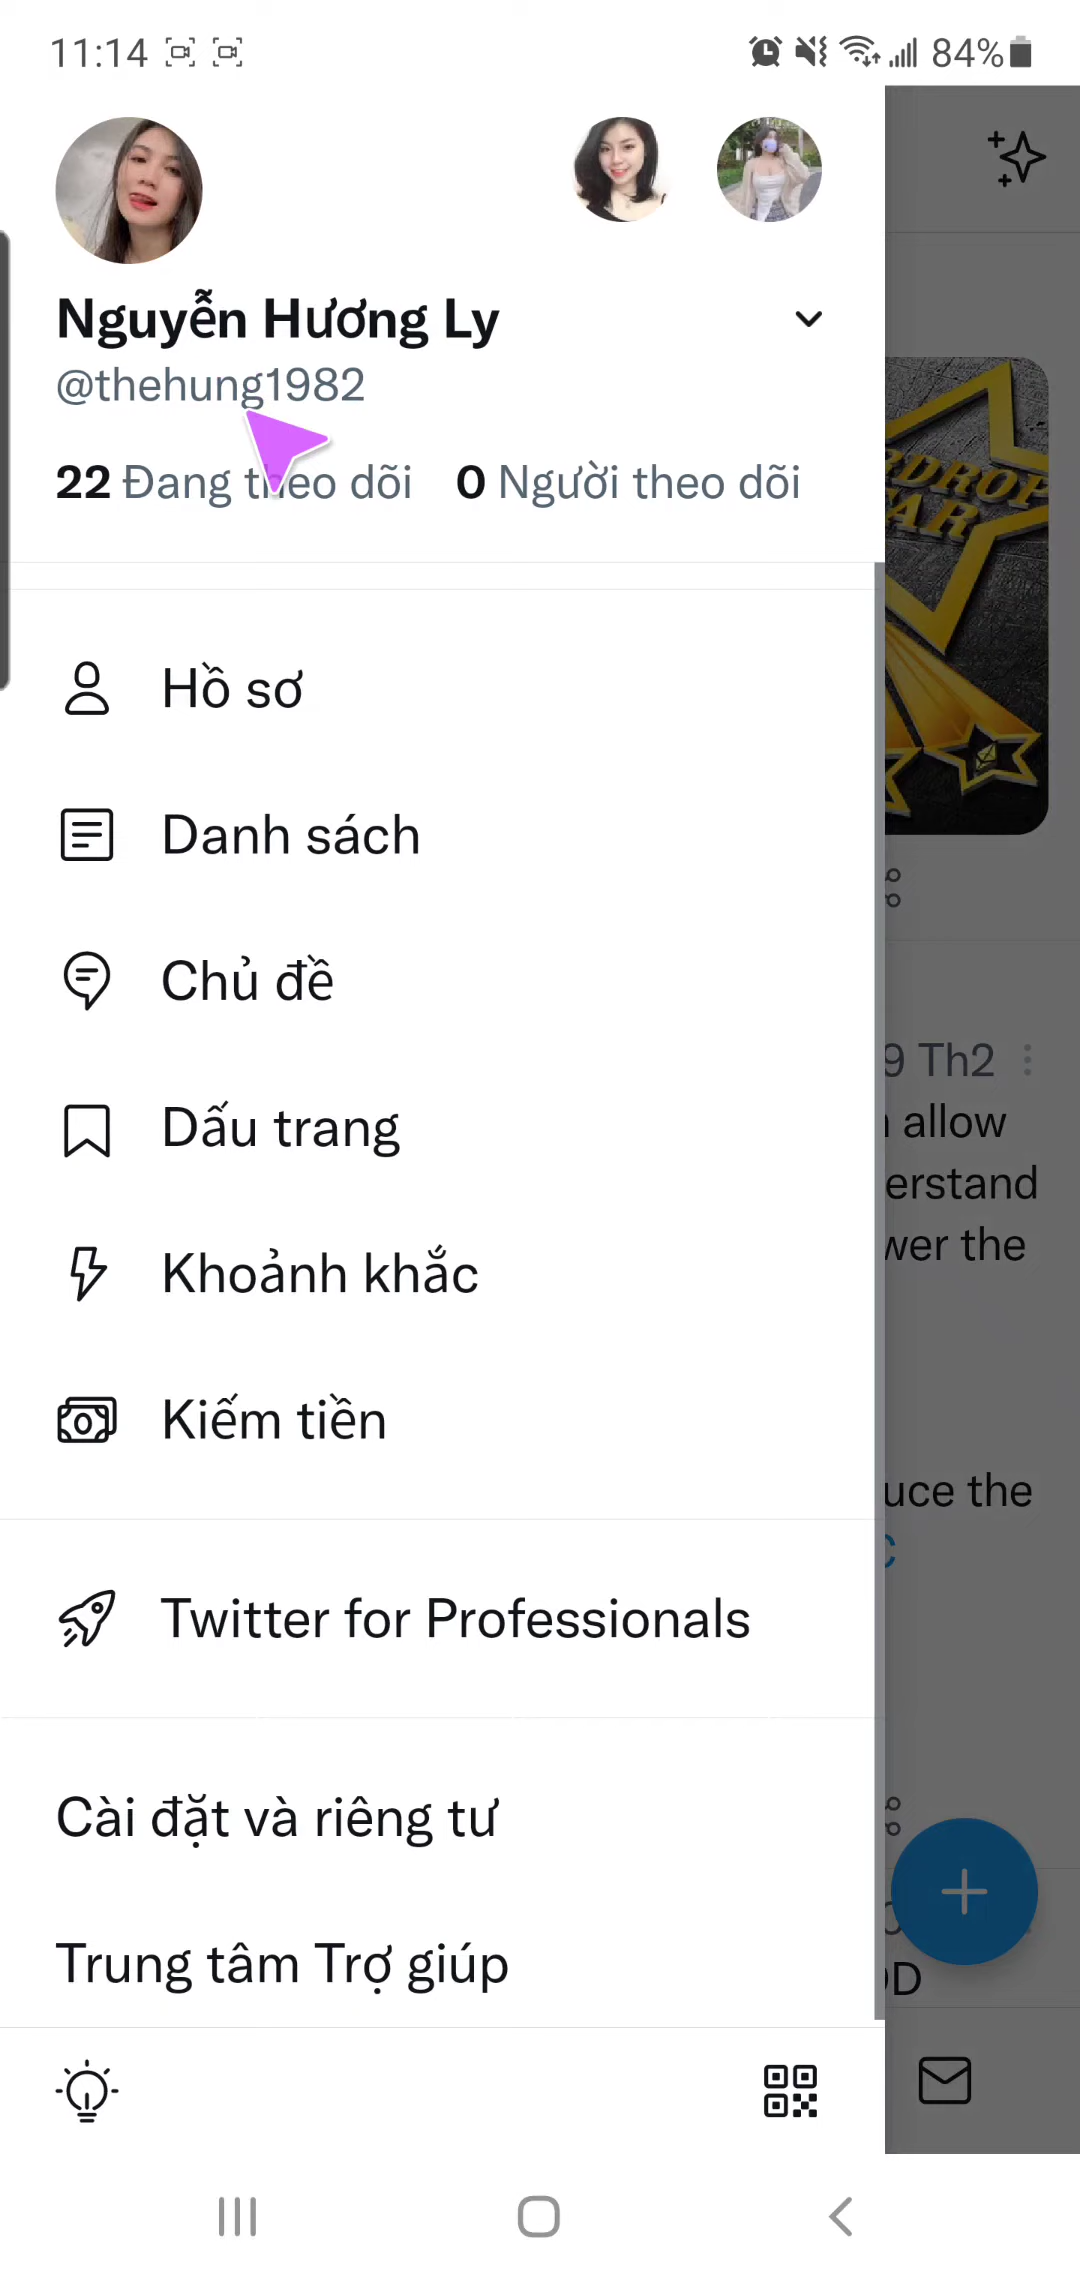 11:14 84%
Nguyễn Hương Ly
@thehung1982
22 Đang theo dõi 0 Người theo dõi
Hồ sơ
Danh sách
Chủ đề
Dấu trang
Khoảnh khắc
Kiếm tiền
Twitter for Professionals
Cài đặt và riêng tư
Trung tâm Trợ giúp
9 Th2
allow
erstand
wer the
uce the